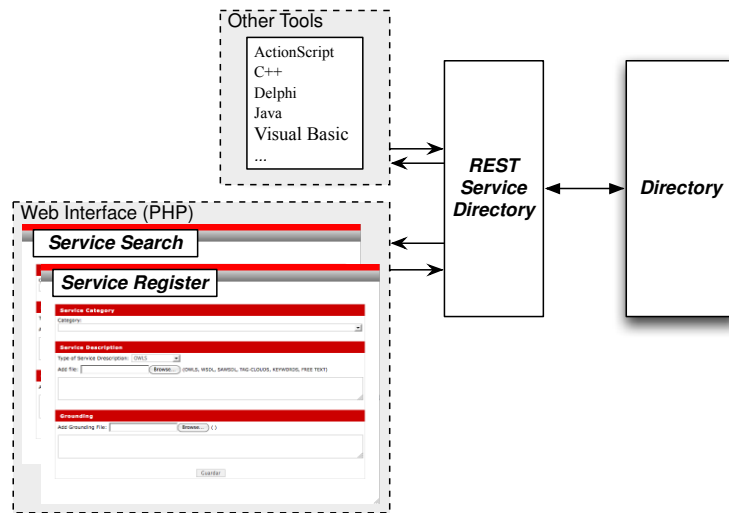 Other Tools
ActionScript
C++
Delphi
Java
Visual Basic
...
REST
Service
Directory
Directory
Web Interface (PHP)
Service Search
Service Register
Service Category
Category:
Service Description
Type of Service Drescription: OWLS
Add file: Browse... (OWLS, WSDL, SAWSDL, TAG-CLOUDS, KEYWORDS, FREE TEXT)
Grounding
Add Grounding File: Browse... ( )
Guardar